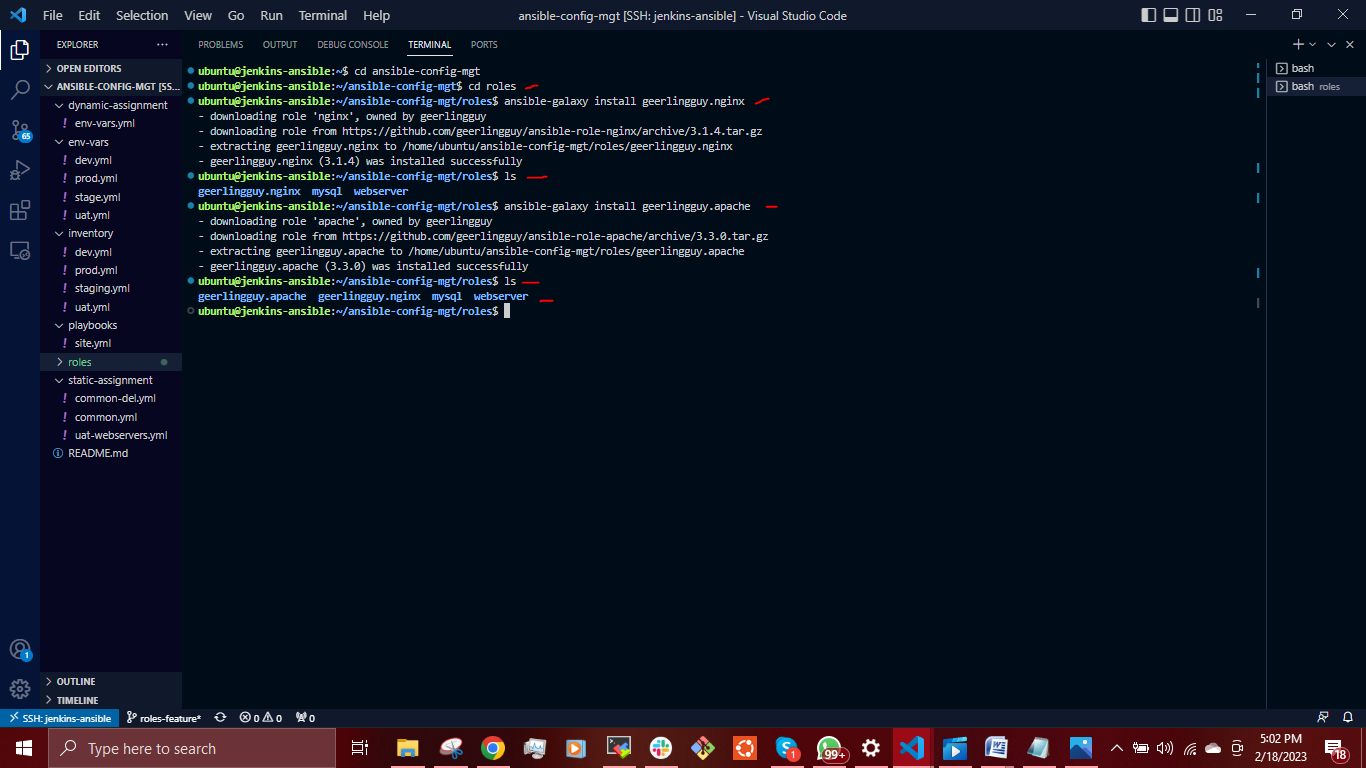 File Edit Selection View Go Run Terminal Help
ansible-config-mgt [SSH: jenkins-ansible] - Visual Studio Code
EXPLORER
OPEN EDITORS
ANSIBLE-CONFIG-MGT [SS...
dynamic-assignment
! env-vars.yml
env-vars
! dev.yml
! prod.yml
! stage.yml
! uat.yml
inventory
! dev.yml
! prod.yml
! staging.yml
! uat.yml
playbooks
! site.yml
roles
static-assignment
! common-del.yml
! common.yml
! uat-webservers.yml
README.md
OUTLINE
TIMELINE
65
1
PROBLEMS OUTPUT DEBUG CONSOLE TERMINAL PORTS
ubuntu@jenkins-ansible:~$ cd ansible-config-mgt
ubuntu@jenkins-ansible:~/ansible-config-mgt$ cd roles
ubuntu@jenkins-ansible:~/ansible-config-mgt/roles$ ansible-galaxy install geerlingguy.nginx
- downloading role 'nginx', owned by geerlingguy
- downloading role from https://github.com/geerlingguy/ansible-role-nginx/archive/3.1.4.tar.gz
- extracting geerlingguy.nginx to /home/ubuntu/ansible-config-mgt/roles/geerlingguy.nginx
- geerlingguy.nginx (3.1.4) was installed successfully
ubuntu@jenkins-ansible:~/ansible-config-mgt/roles$ ls
geerlingguy.nginx mysql webserver
ubuntu@jenkins-ansible:~/ansible-config-mgt/roles$ ansible-galaxy install geerlingguy.apache
- downloading role 'apache', owned by geerlingguy
- downloading role from https://github.com/geerlingguy/ansible-role-apache/archive/3.3.0.tar.gz
- extracting geerlingguy.apache to /home/ubuntu/ansible-config-mgt/roles/geerlingguy.apache
- geerlingguy.apache (3.3.0) was installed successfully
ubuntu@jenkins-ansible:~/ansible-config-mgt/roles$ ls
geerlingguy.apache geerlingguy.nginx mysql webserver
ubuntu@jenkins-ansible:~/ansible-config-mgt/roles$
bash
bash roles
SSH: jenkins-ansible
roles-feature*
0 0
0
Type here to search
1
99+
5:02 PM
2/18/2023
18